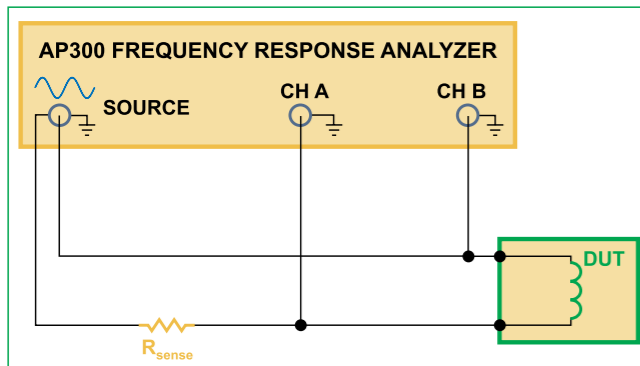 AP300 FREQUENCY RESPONSE ANALYZER
SOURCE
CH A
CH B
DUT
Rsense